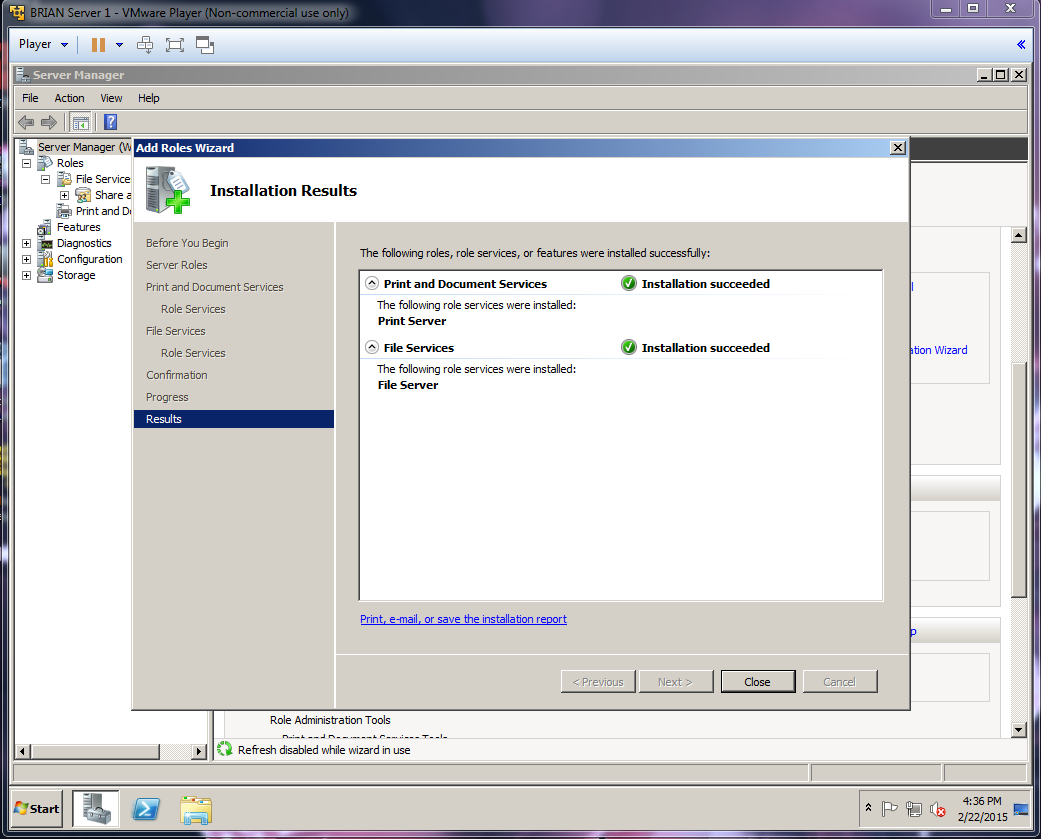 BRIAN Server 1 - VMware Player (Non-commercial use only)
Player
Server Manager
File Action View Help
Server Manager (W
Roles
File Service
Share a
Print and D
Features
Diagnostics
Configuration
Storage
Add Roles Wizard
Installation Results
Before You Begin
Server Roles
Print and Document Services
Role Services
File Services
Role Services
Confirmation
Progress
Results
The following roles, role services, or features were installed successfully:
Print and Document Services Installation succeeded
The following role services were installed:
Print Server
File Services Installation succeeded
The following role services were installed:
File Server
Print, e-mail, or save the installation report
< Previous Next > Close Cancel
ation Wizard
p
Role Administration Tools
Print and Document Services Tools
Refresh disabled while wizard in use
Start
4:36 PM
2/22/2015